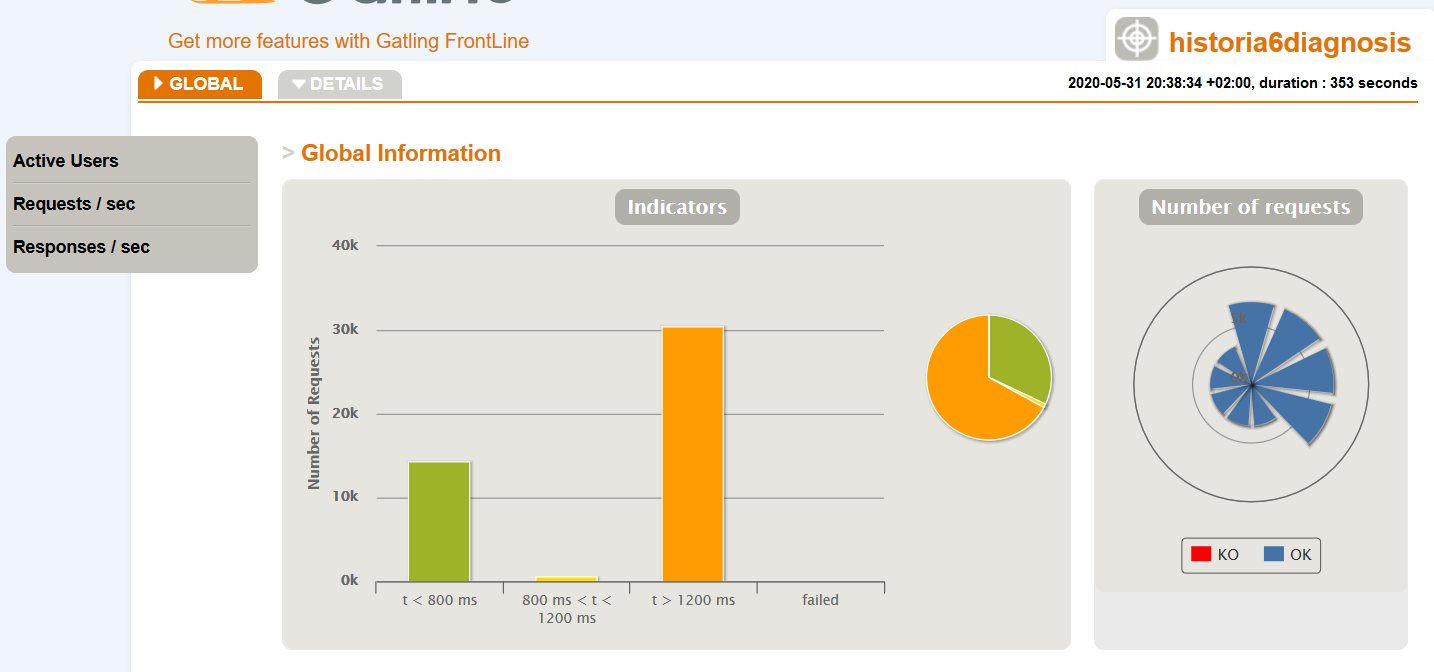 Get more features with Gatling FrontLine
historia6diagnosis
GLOBAL
DETAILS
2020-05-31 20:38:34 +02:00, duration : 353 seconds
Active Users
Requests / sec
Responses / sec
> Global Information
Indicators
Number of requests
40k
30k
20k
10k
0k
Number of Requests
t < 800 ms
800 ms < t <
1200 ms
t > 1200 ms
failed
KO
OK